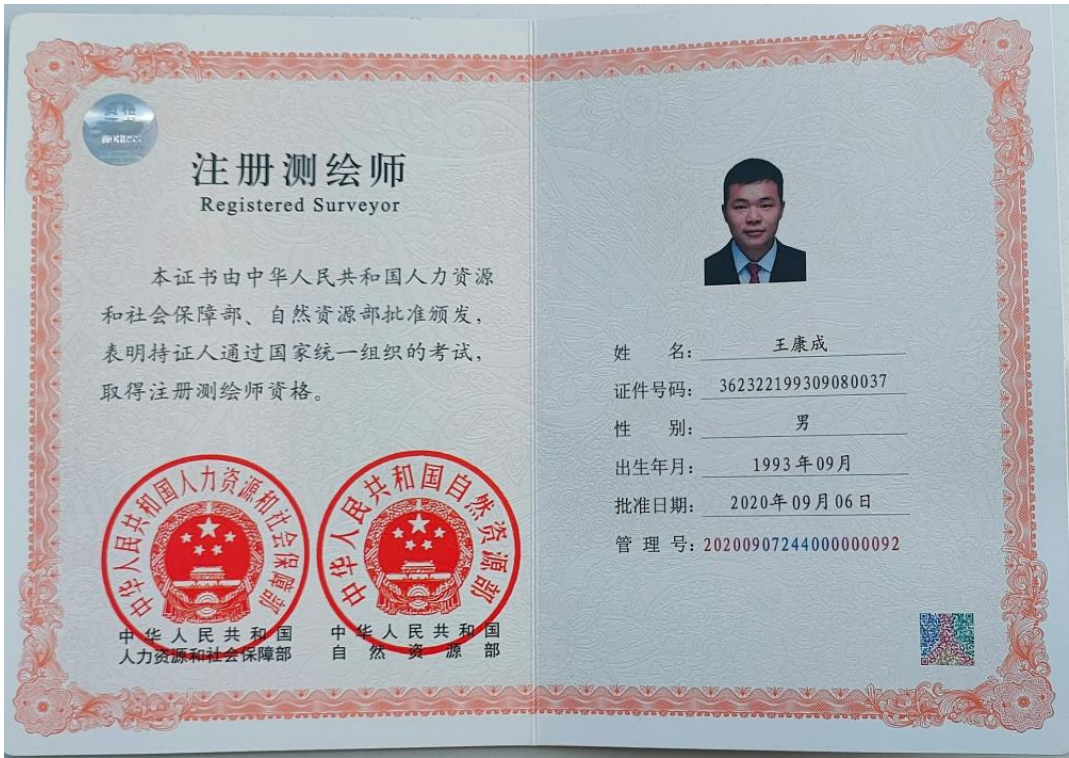 注册测绘师
Registered Surveyor
本证书由中华人民共和国人力资源
和社会保障部、自然资源部批准颁发，
表明持证人通过国家统一组织的考试，
取得注册测绘师资格。
中华人民共和国人力资源和社会保障部
中华人民共和国自然资源部
中华人民共和国
人力资源和社会保障部
中华人民共和国
自然资源部
姓 名：王康成
证件号码：362322199309080037
性 别：男
出生年月：1993年09月
批准日期：2020年09月06日
管 理 号：20200907244000000092